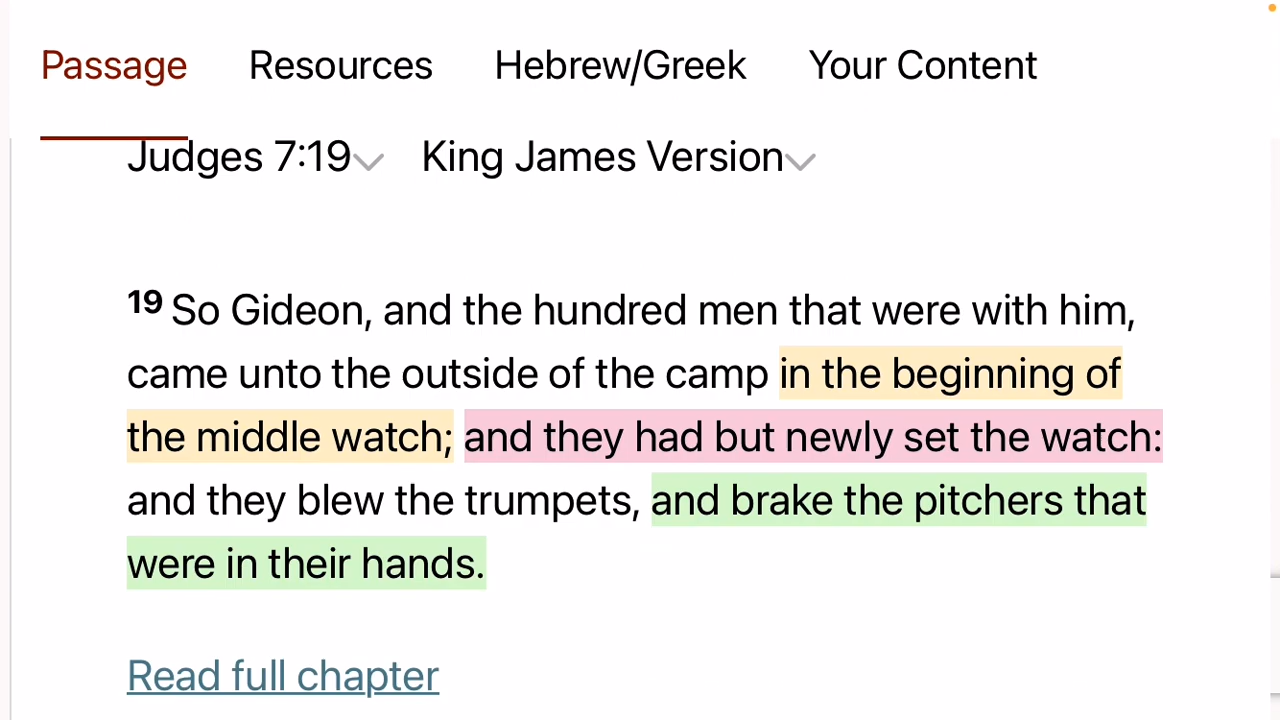 Passage Resources Hebrew/Greek Your Content
Judges 7:19 King James Version
19 So Gideon, and the hundred men that were with him,
came unto the outside of the camp in the beginning of
the middle watch; and they had but newly set the watch:
and they blew the trumpets, and brake the pitchers that
were in their hands.
Read full chapter